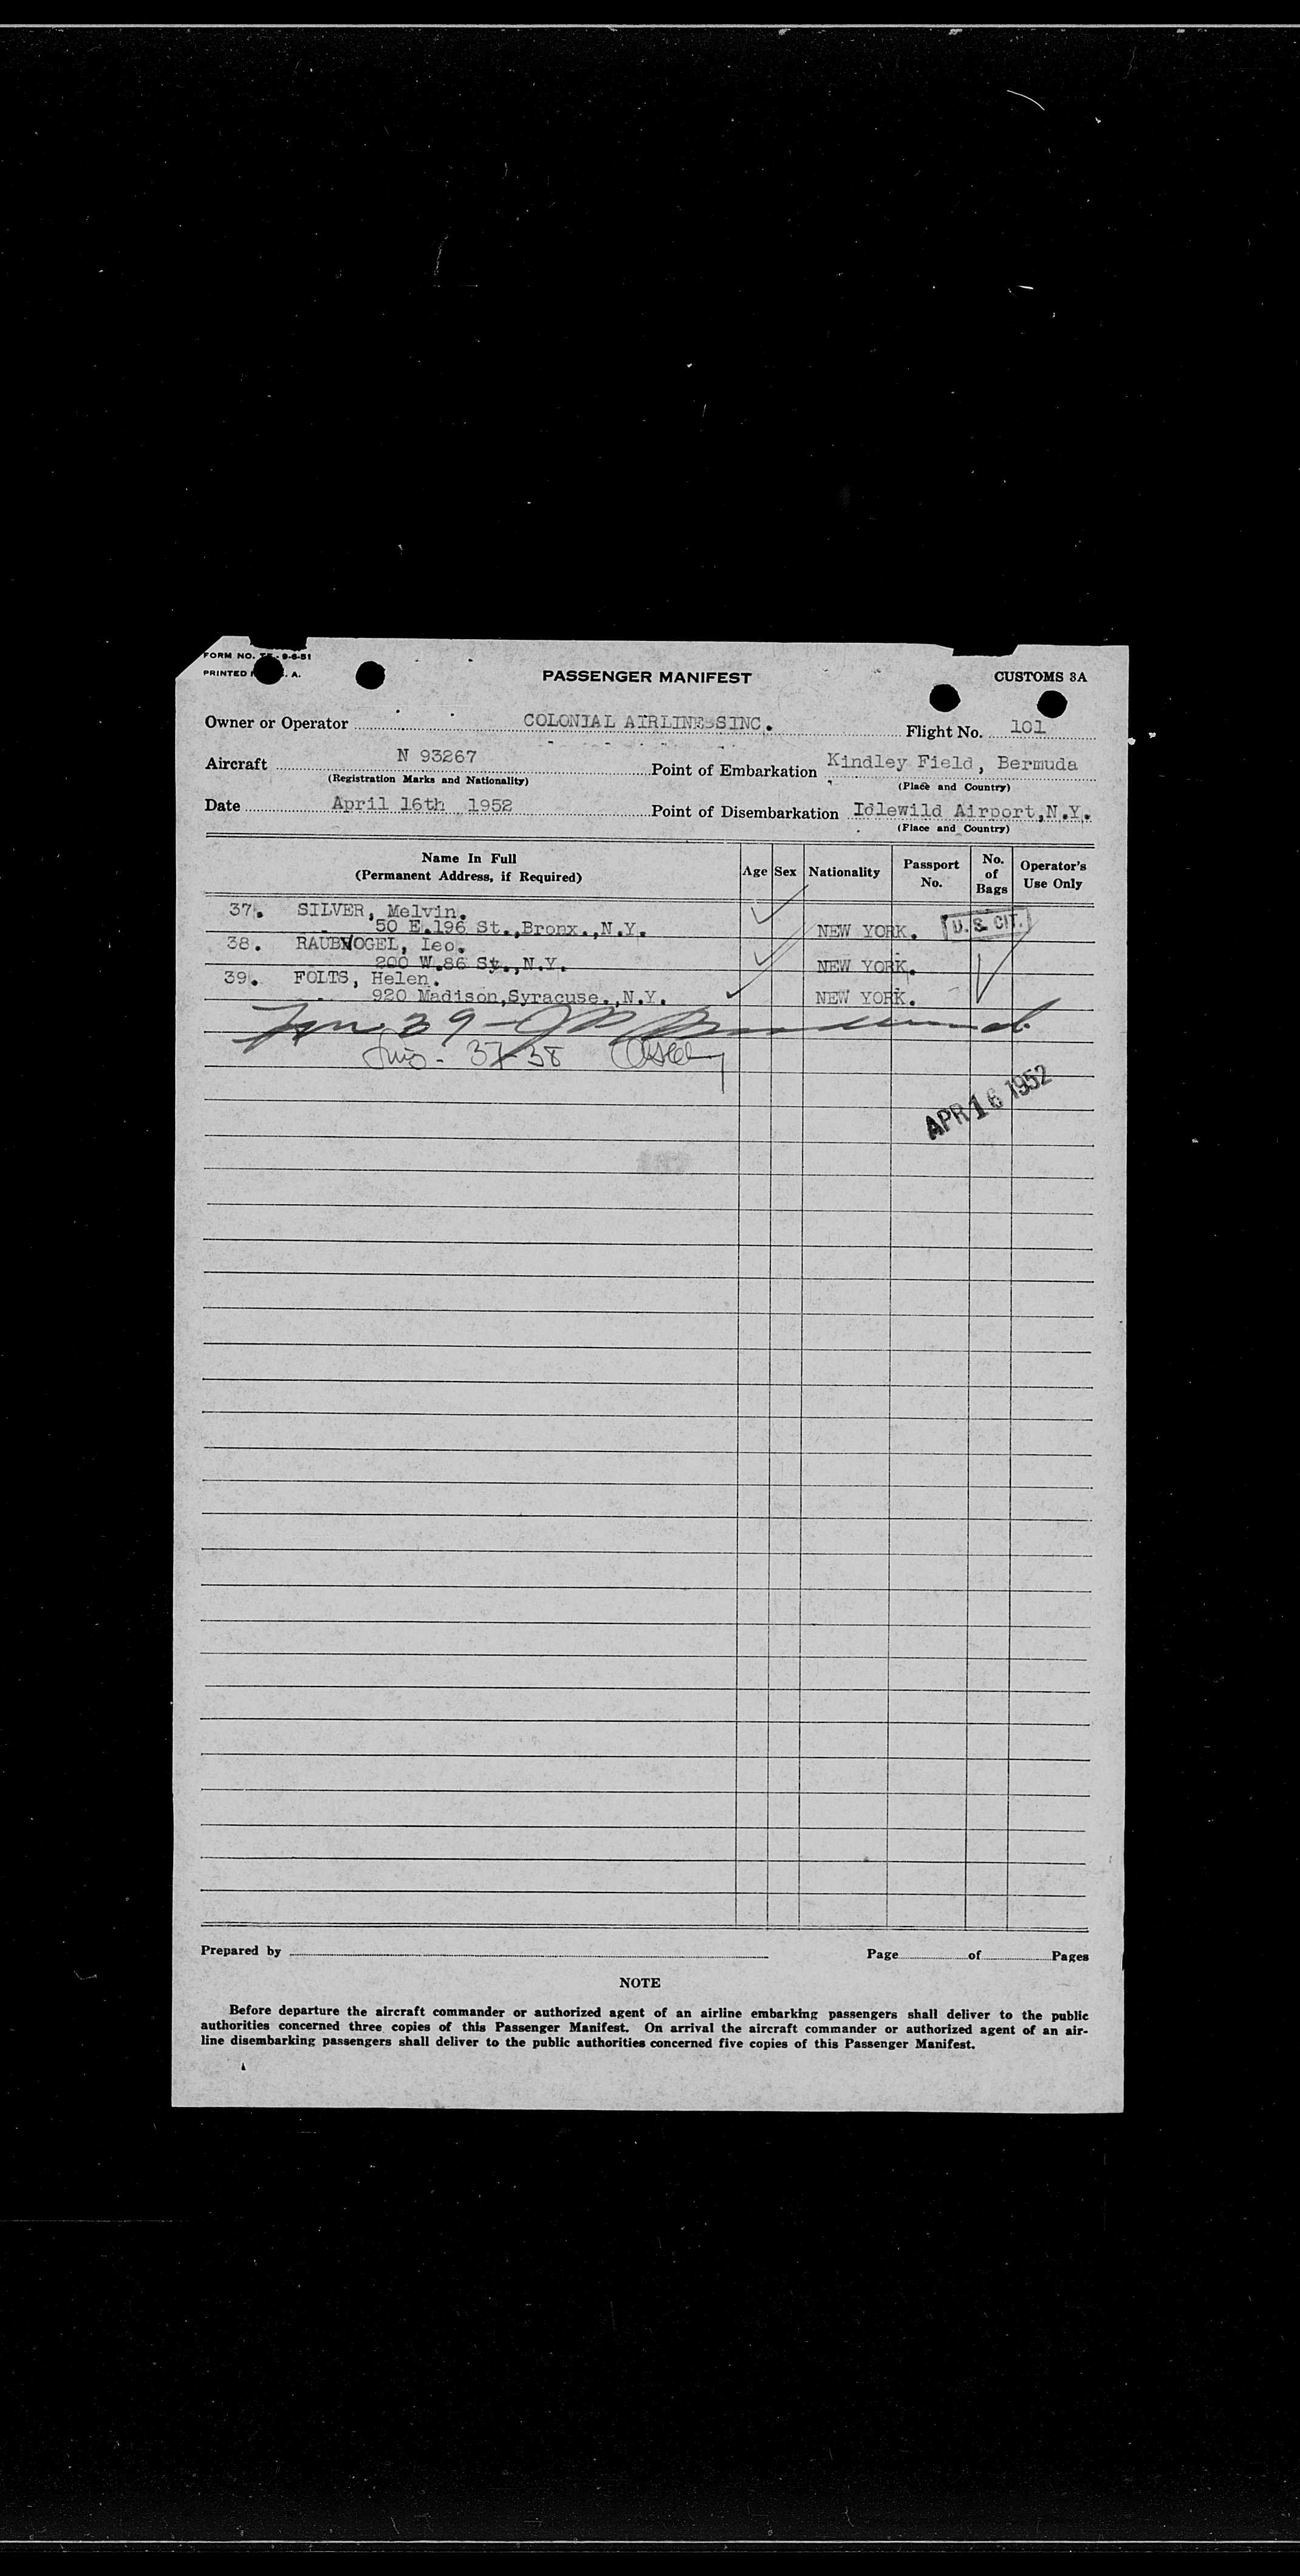 FORM NO. 9-6-51
PRINTED . A.
PASSENGER MANIFEST
CUSTOMS 3A
Owner or Operator COLONIAL AIRLINESSINC.
Flight No. 101
Aircraft N 93267
(Registration Marks and Nationality)
Point of Embarkation Kindley Field, Bermuda
(Place and Country)
Date April 16th 1952
Point of Disembarkation Idlewild Airport,N.Y.
(Place and Country)
Name In Full
(Permanent Address, if Required)
Age Sex Nationality Passport No. No. of Bags Operator's Use Only
37. SILVER, Melvin.
50 E.196 St.,Bronx.,N.Y. NEW YORK. U.S. CIT.
38. RAUBVOGEL, Leo.
200 W.86 St.,N.Y. NEW YORK.
39. FOLTS, Helen.
920 Madison,Syracuse.,N.Y. NEW YORK.
39 -
37-38
APR 16 1952
Prepared by
Page of Pages
NOTE
Before departure the aircraft commander or authorized agent of an airline embarking passengers shall deliver to the public
authorities concerned three copies of this Passenger Manifest. On arrival the aircraft commander or authorized agent of an air-
line disembarking passengers shall deliver to the public authorities concerned five copies of this Passenger Manifest.